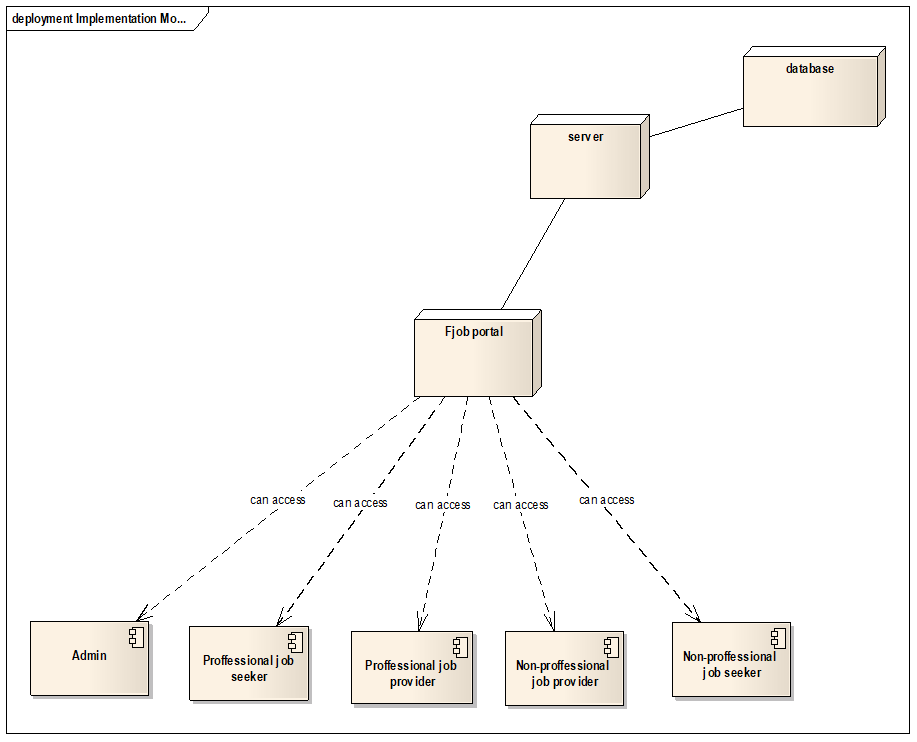 deployment Implementation Mo...
database
server
Fjob portal
can access
can access
can access
can access
can access
Admin
Proffessional job
seeker
Proffessional job
provider
Non-proffessional
job provider
Non-proffessional
job seeker